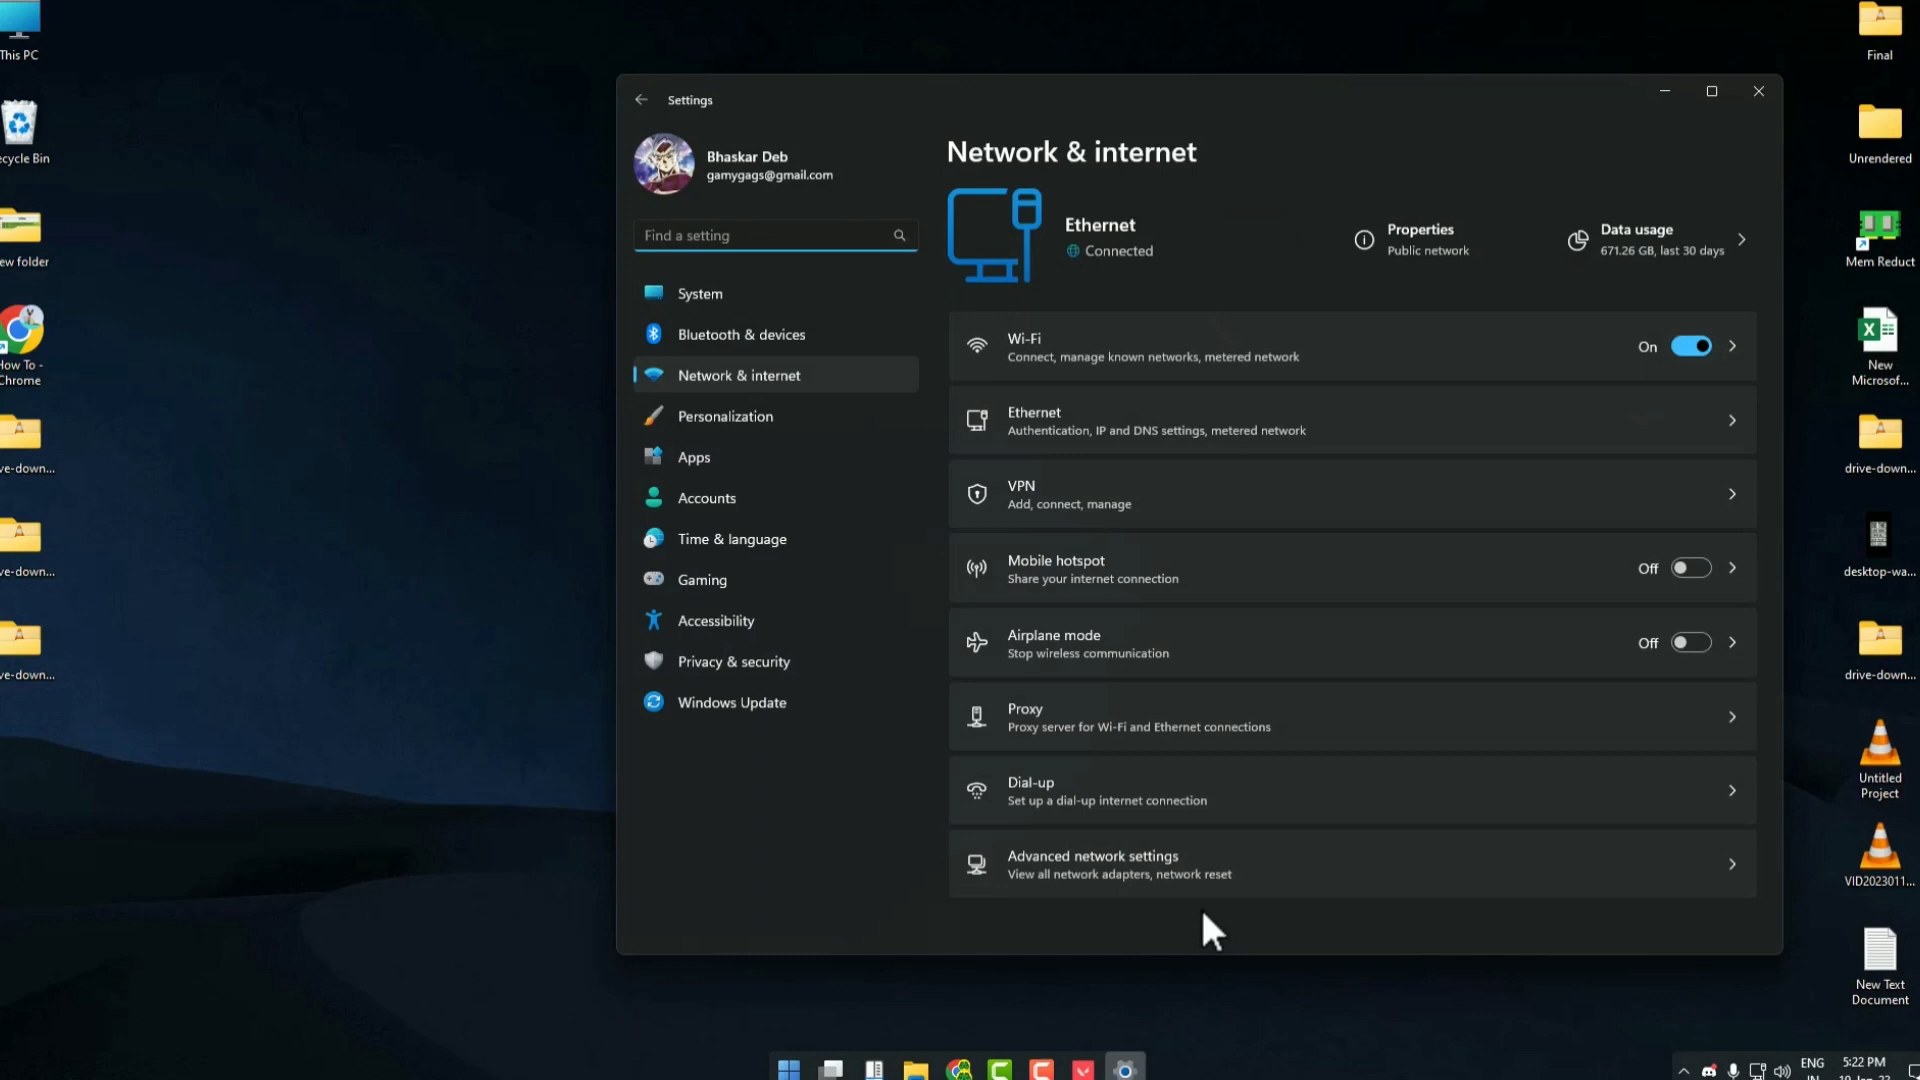 This PC
ecycle Bin
ew folder
How To -
Chrome
ve-down...
ve-down...
ve-down...
Settings
Bhaskar Deb
gamygags@gmail.com
Find a setting
System
Bluetooth & devices
Network & internet
Personalization
Apps
Accounts
Time & language
Gaming
Accessibility
Privacy & security
Windows Update
Network & internet
Ethernet
Connected
Properties
Public network
Data usage
671.26 GB, last 30 days
Wi-Fi
Connect, manage known networks, metered network
On
Ethernet
Authentication, IP and DNS settings, metered network
VPN
Add, connect, manage
Mobile hotspot
Share your internet connection
Off
Airplane mode
Stop wireless communication
Off
Proxy
Proxy server for Wi-Fi and Ethernet connections
Dial-up
Set up a dial-up internet connection
Advanced network settings
View all network adapters, network reset
Final
Unrendered
Mem Reduct
New
Microsof...
drive-down...
desktop-wa...
drive-down...
Untitled
Project
VID2023011...
New Text
Document
ENG
IN
5:22 PM